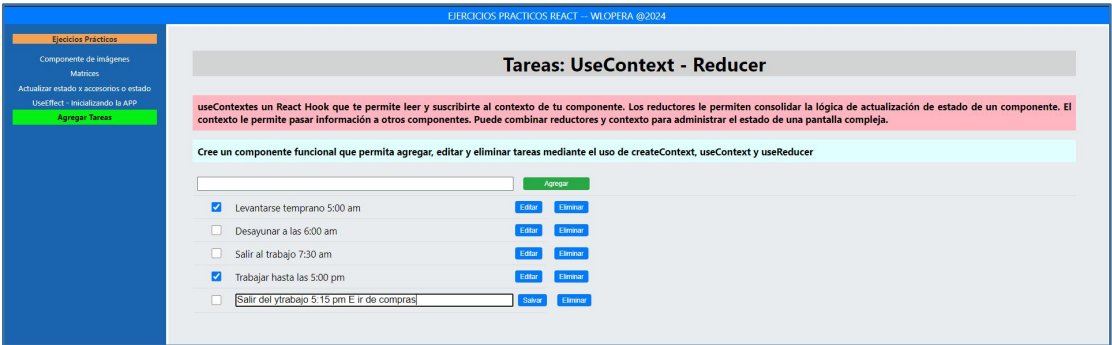 EJERCICIOS PRACTICOS REACT -- WLOPERA @2024
Ejecicios Prácticos
Componente de imágenes
Matrices
Actualizar estado x accesorios o estado
UseEffect - Inicializando la APP
Agregar Tareas
Tareas: UseContext - Reducer
useContextes un React Hook que te permite leer y suscribirte al contexto de tu componente. Los reductores le permiten consolidar la lógica de actualización de estado de un componente. El
contexto le permite pasar información a otros componentes. Puede combinar reductores y contexto para administrar el estado de una pantalla compleja.
Cree un componente funcional que permita agregar, editar y eliminar tareas mediante el uso de createContext, useContext y useReducer
Agregar
Levantarse temprano 5:00 am Editar Eliminar
Desayunar a las 6:00 am Editar Eliminar
Salir al trabajo 7:30 am Editar Eliminar
Trabajar hasta las 5:00 pm Editar Eliminar
Salir del ytrabajo 5:15 pm E ir de compras Salvar Eliminar